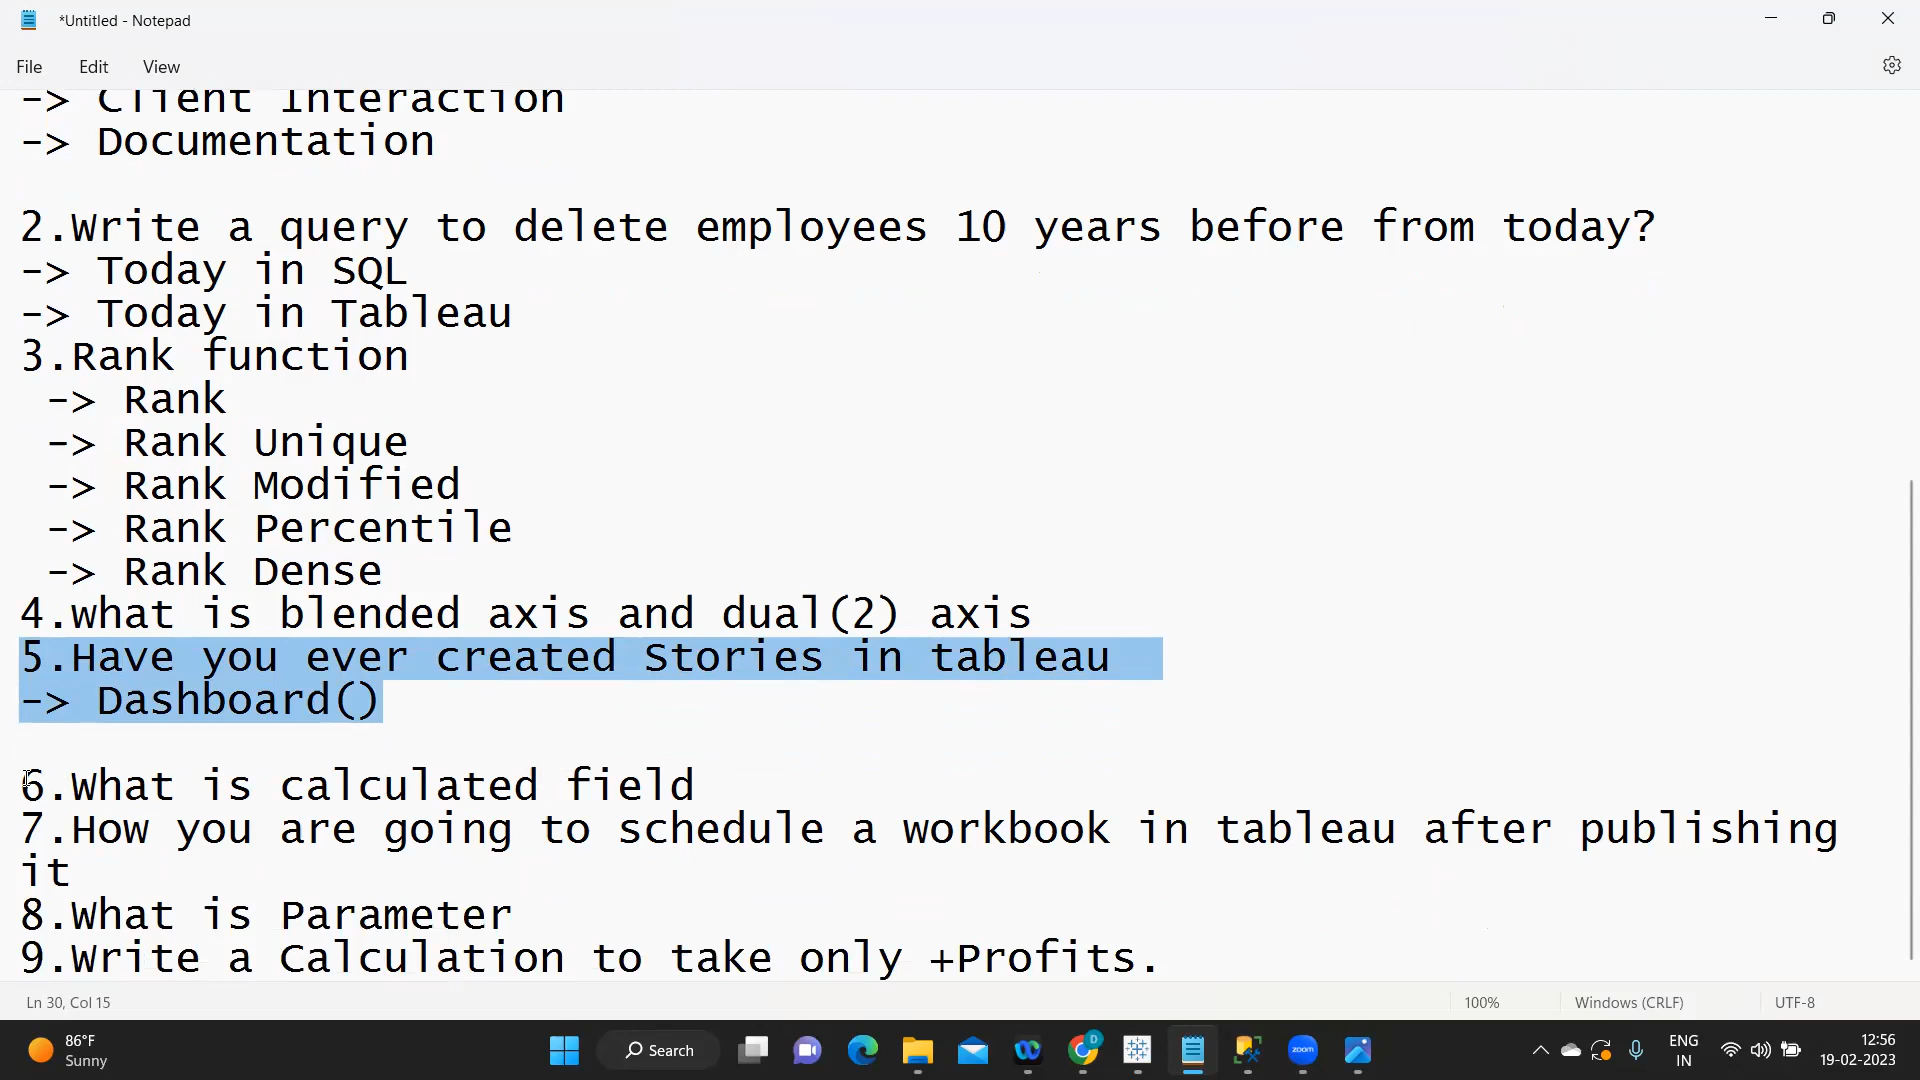 *Untitled - Notepad
File Edit View
-> Client Interaction
-> Documentation
2.Write a query to delete employees 10 years before from today?
-> Today in SQL
-> Today in Tableau
3.Rank function
-> Rank
-> Rank Unique
-> Rank Modified
-> Rank Percentile
-> Rank Dense
4.what is blended axis and dual(2) axis
5.Have you ever created Stories in tableau
-> Dashboard()
6.What is calculated field
7.How you are going to schedule a workbook in tableau after publishing
it
8.What is Parameter
9.Write a Calculation to take only +Profits.
Ln 30, Col 15 100% Windows (CRLF) UTF-8
86°F
Sunny
Search
zoom
D
ENG
IN
12:56
19-02-2023